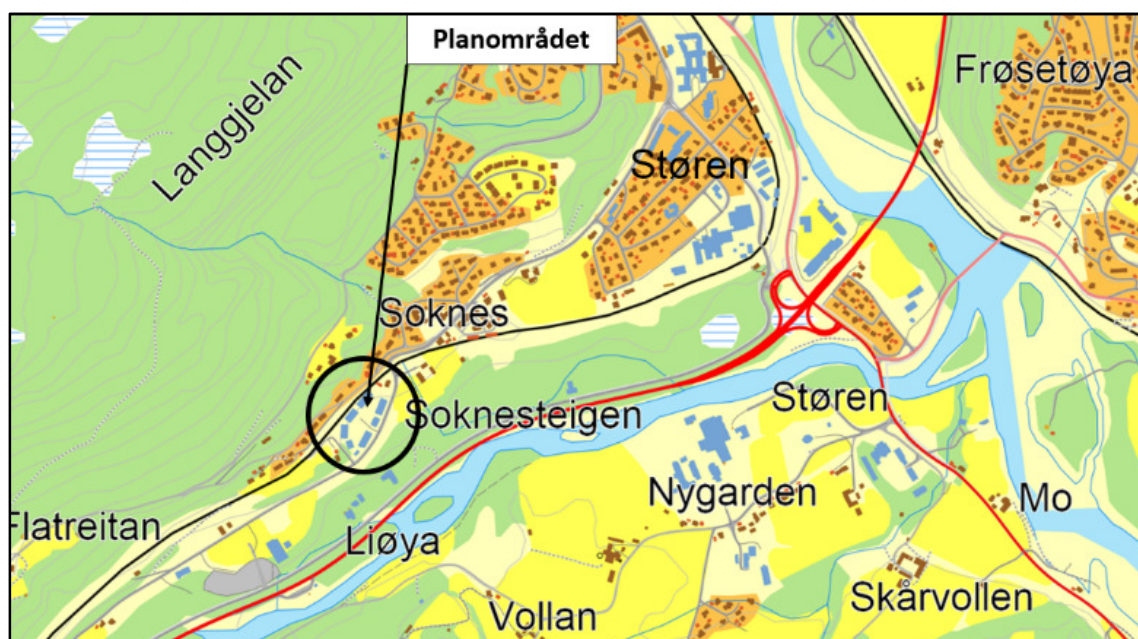 Planområdet
Frøsetøya
Langgjelan
Støren
Soknes
Soknesteigen
Støren
Nygarden
Mo
Flatreitan
Liøya
Skårvollen
Vollan